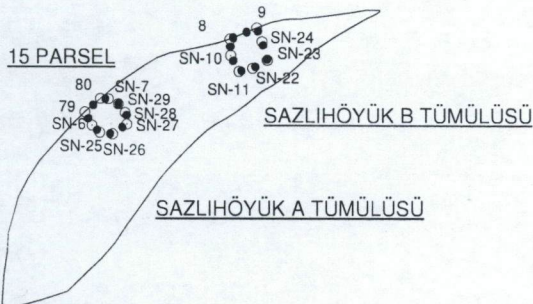 8
9
15 PARSEL
SN-24
SN-23
SN-10
SN-22
SN-11
80
SN-7
79
SN-29
SN-28
SN-6
SN-27
SN-25
SN-26
SAZLIHÖYÜK B TÜMÜLÜSÜ
SAZLIHÖYÜK A TÜMÜLÜSÜ